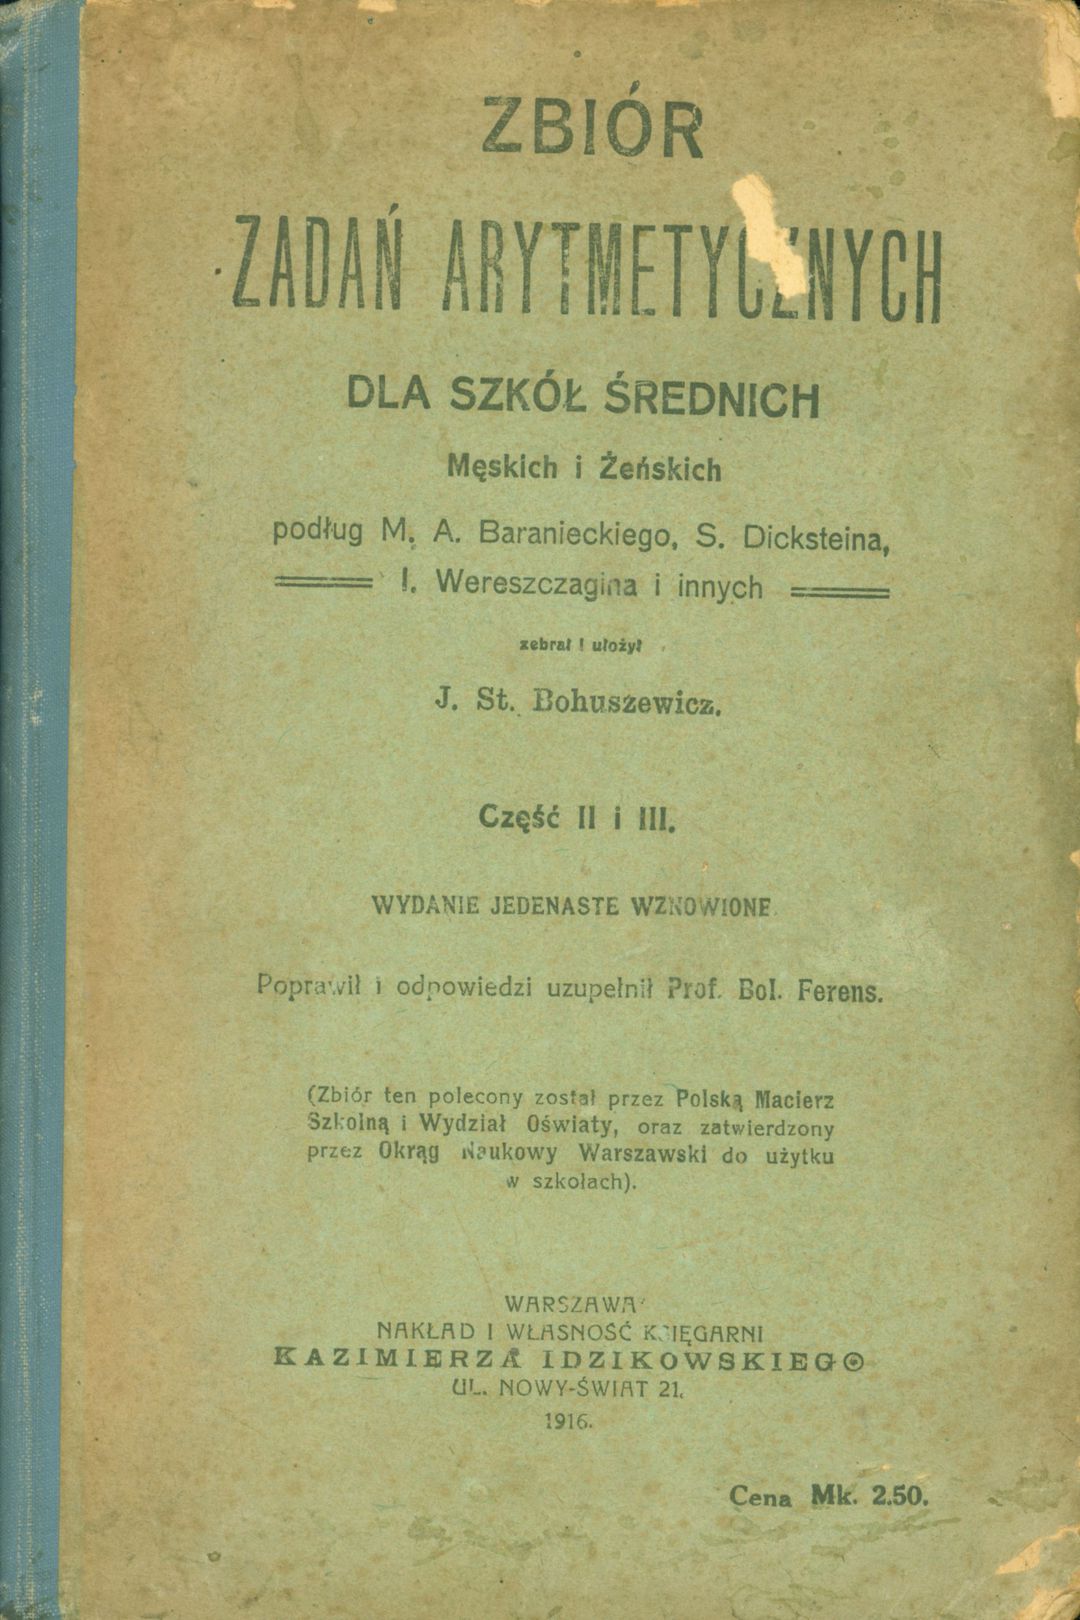 ZBIÓR
ZADAŃ ARYTMETYCZNYCH
DLA SZKÓŁ ŚREDNICH
Męskich i Żeńskich
podług M. A. Baranieckiego, S. Dicksteina,
I. Wereszczagina i innych
zebrał i ułożył
J. St. Bohuszewicz.
Część II i III.
WYDANIE JEDENASTE WZNOWIONE
Poprawił i odpowiedzi uzupełnił Prof. Bol. Ferens.
(Zbiór ten polecony został przez Polską Macierz
Szkolną i Wydział Oświaty, oraz zatwierdzony
przez Okrąg Naukowy Warszawski do użytku
w szkołach).
WARSZAWA
NAKŁAD I WŁASNOŚĆ KSIĘGARNI
KAZIMIERZA IDZIKOWSKIEGO
UL. NOWY-ŚWIAT 21.
1916.
Cena Mk. 2.50.